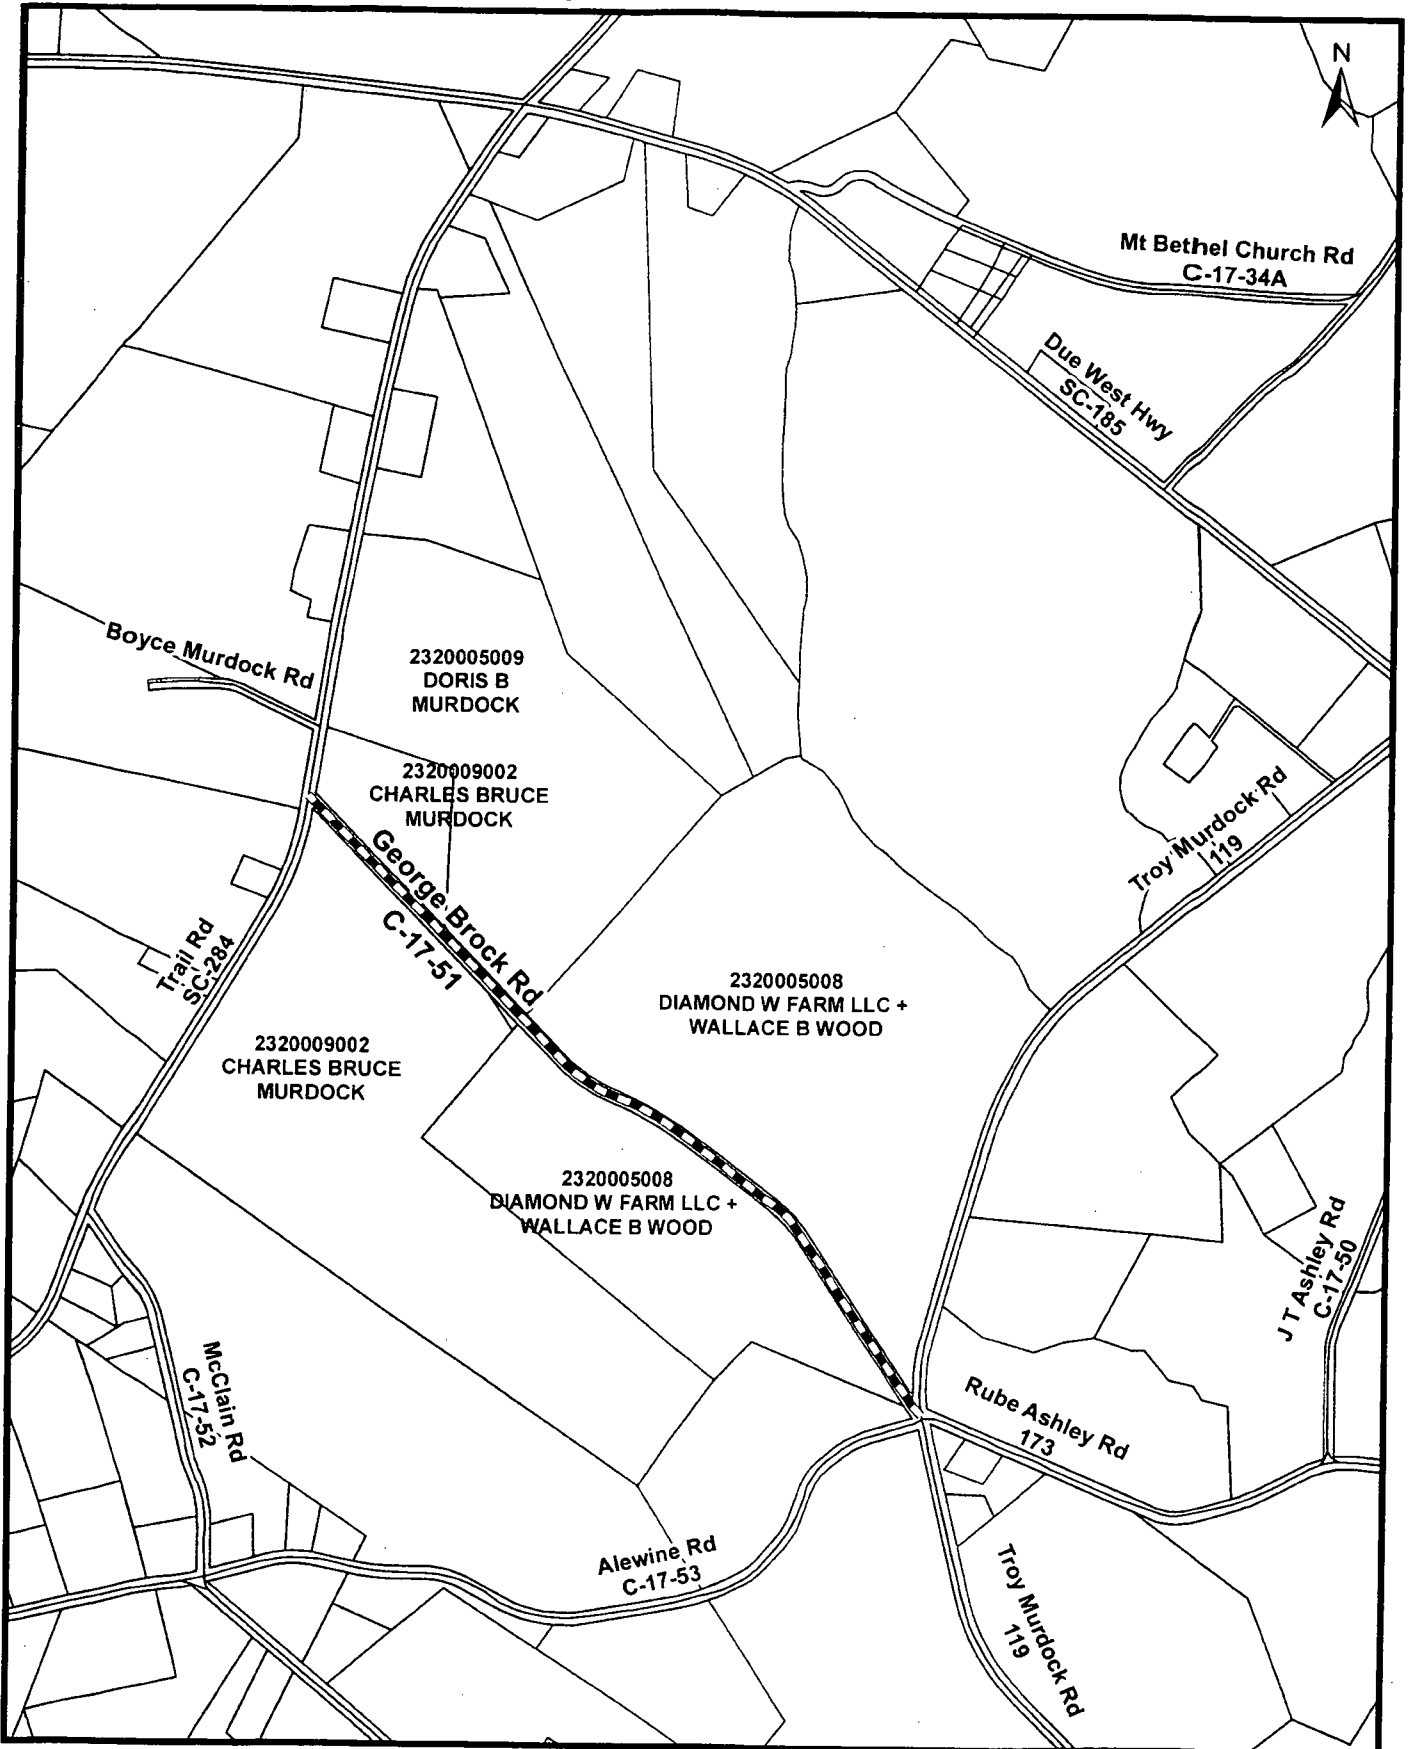 N
Mt Bethel Church Rd
C-17-34A
Due West Hwy
SC-185
Boyce Murdock Rd
2320005009
DORIS B
MURDOCK
2320009002
CHARLES BRUCE
MURDOCK
Troy Murdock Rd
119
George Brock Rd
C-17-51
Trail Rd
SC-284
2320005008
DIAMOND W FARM LLC +
WALLACE B WOOD
2320009002
CHARLES BRUCE
MURDOCK
2320005008
DIAMOND W FARM LLC +
WALLACE B WOOD
J T Ashley Rd
C-17-50
McClain Rd
C-17-52
Rube Ashley Rd
173
Alewine Rd
C-17-53
Troy Murdock Rd
119